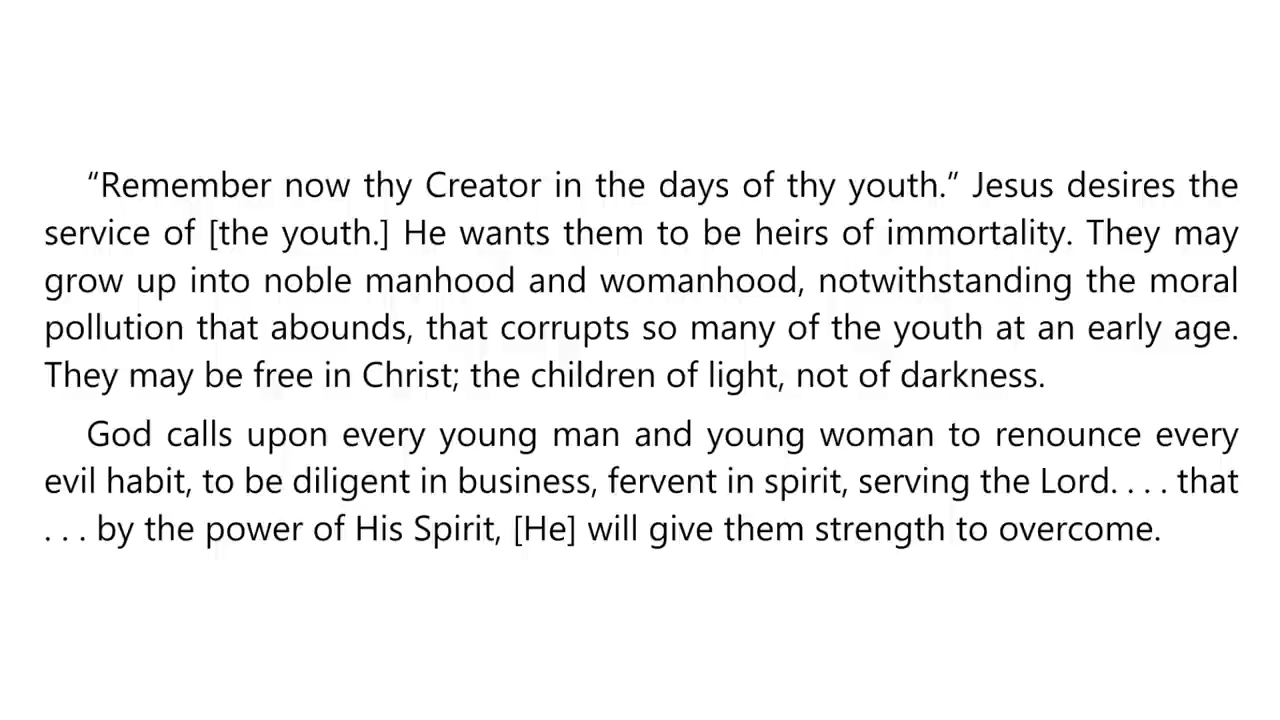 “Remember now thy Creator in the days of thy youth.” Jesus desires the
service of [the youth.] He wants them to be heirs of immortality. They may
grow up into noble manhood and womanhood, notwithstanding the moral
pollution that abounds, that corrupts so many of the youth at an early age.
They may be free in Christ; the children of light, not of darkness.
God calls upon every young man and young woman to renounce every
evil habit, to be diligent in business, fervent in spirit, serving the Lord. . . . that
. . . by the power of His Spirit, [He] will give them strength to overcome.